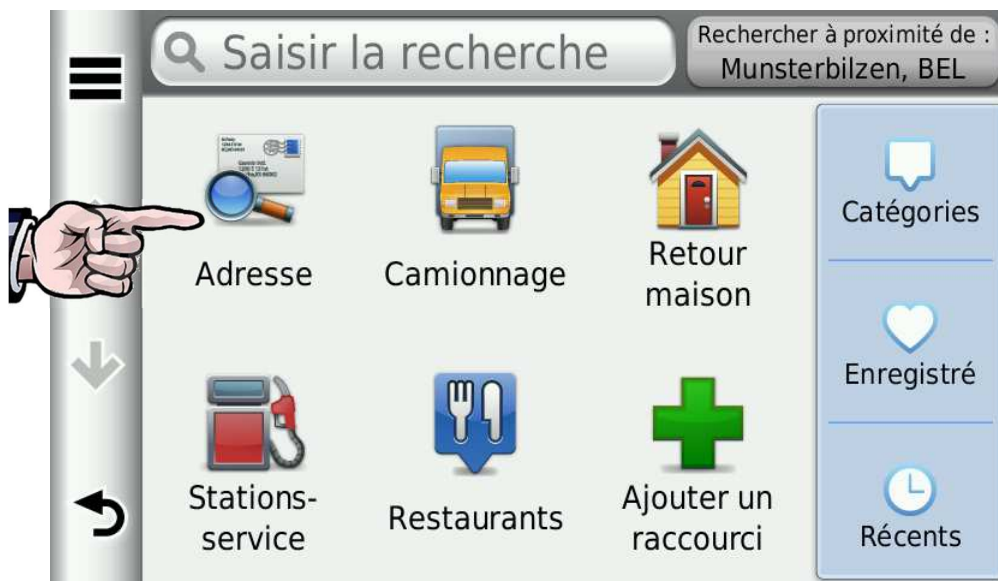 Saisir la recherche
Rechercher à proximité de :
Munsterbilzen, BEL
Adresse
Camionnage
Retour
maison
Catégories
Enregistré
Stations-
service
Restaurants
Ajouter un
raccourci
Récents